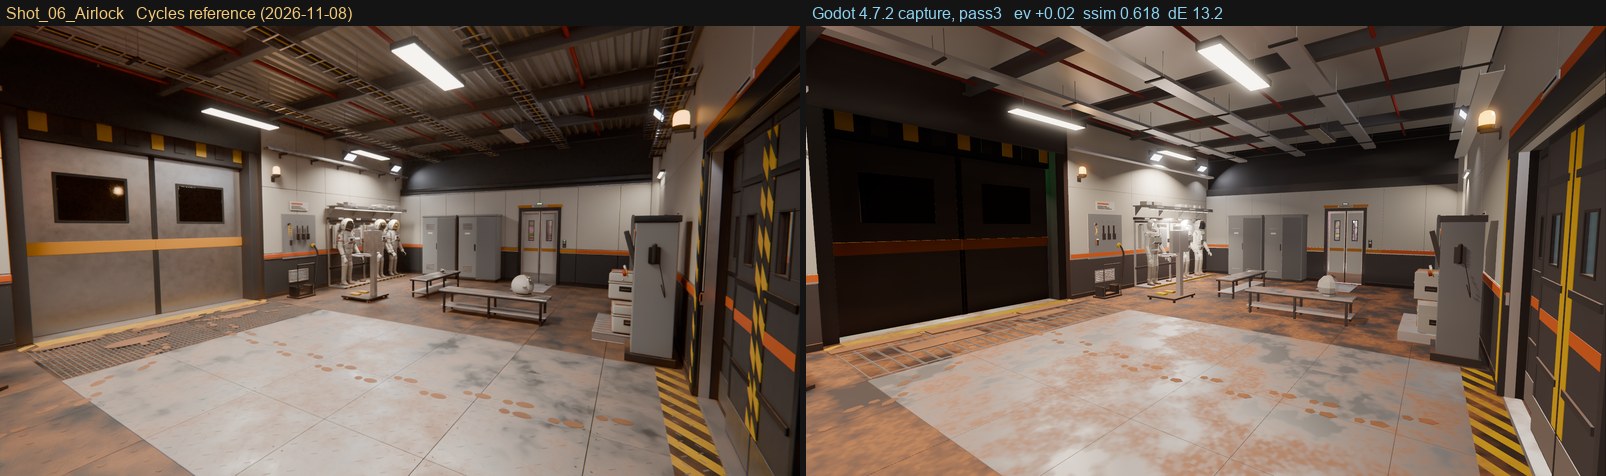 Shot_06_Airlock Cycles reference (2026-11-08)
Godot 4.7.2 capture, pass3 ev +0.02 ssim 0.618 dE 13.2